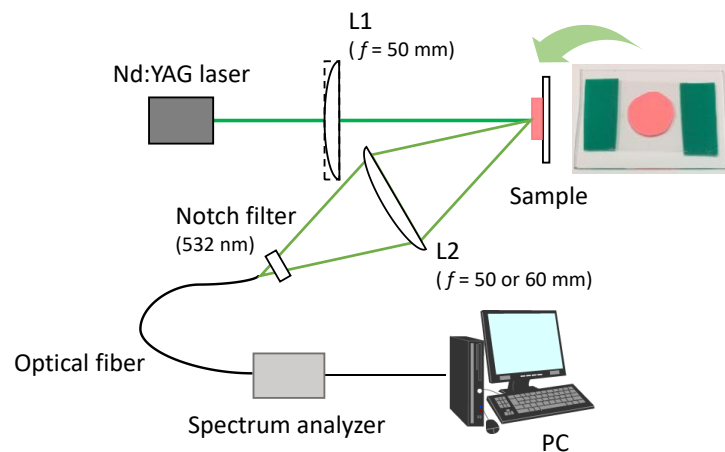 L1
( f = 50 mm)
Nd:YAG laser
Sample
Notch filter
(532 nm)
L2
( f = 50 or 60 mm)
Optical fiber
Spectrum analyzer
PC